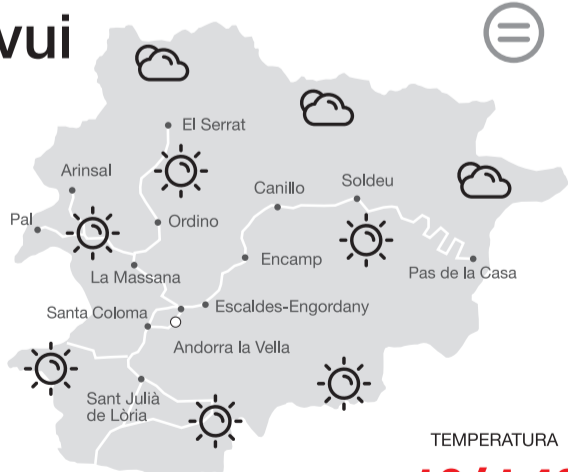 El Serrat
Arinsal
Canillo
Soldeu
Pal
Ordino
Encamp
La Massana
Pas de la Casa
Santa Coloma
Escaldes-Engordany
Andorra la Vella
Sant Julià
de Lòria
TEMPERATURA